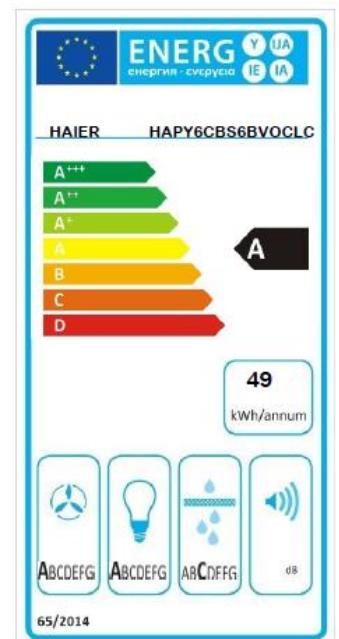 ENERG Y IJA
енергия · ενεργεια IE IA
HAIER HAPY6CBS6BVOCLC
A+++
A++
A+
A
A
B
C
D
49
kWh/annum
ABCDEFG ABCDEFG ABCDEFG dB
65/2014